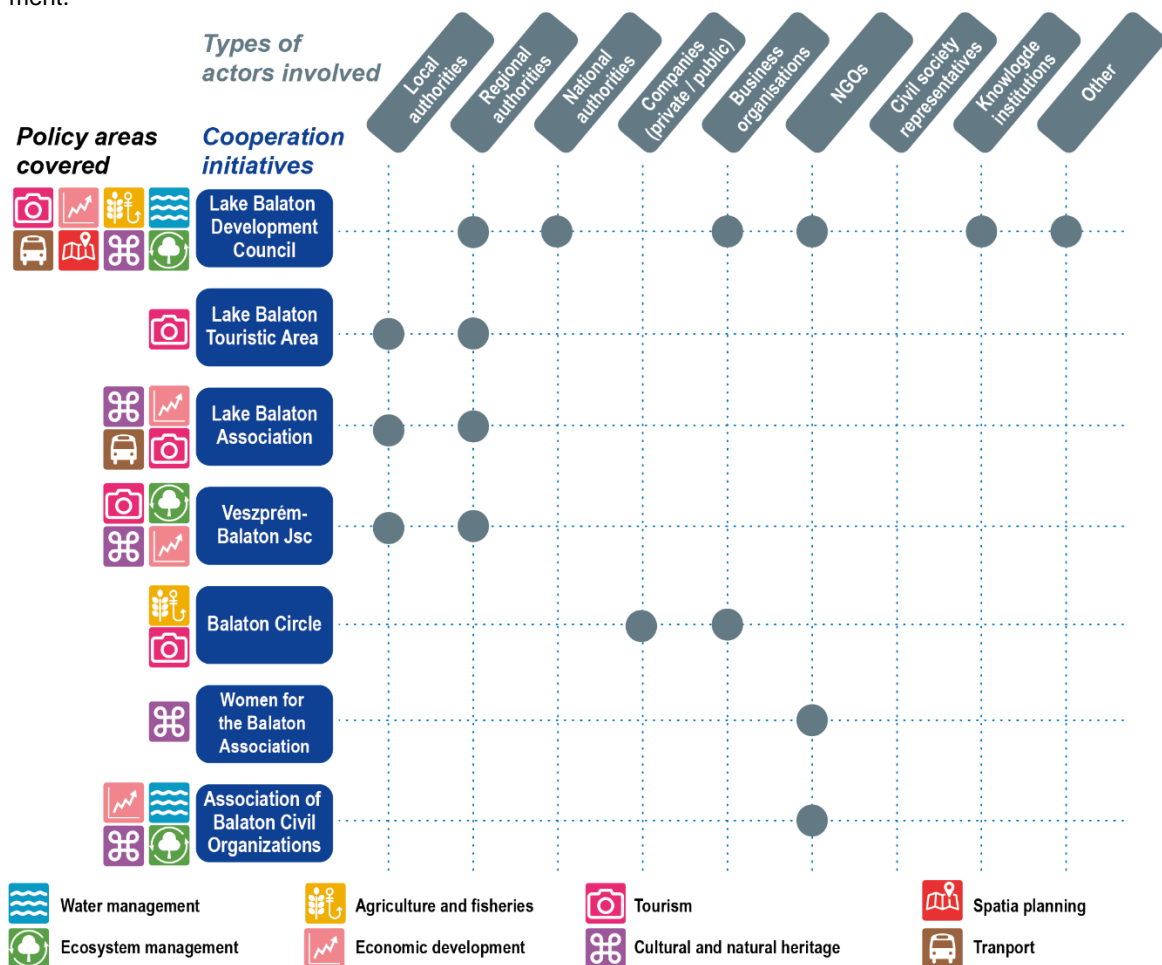 ment.
Types of
actors involved
Local
authorities
Regional
authorities
National
authorities
Companies
(private / public)
Business
organisations
NGOs
Civil society
representatives
Knowlogde
institutions
Other
Policy areas
covered
Cooperation
initiatives
Lake Balaton
Development
Council
Lake Balaton
Touristic Area
Lake Balaton
Association
Veszprém-
Balaton Jsc
Balaton Circle
Women for
the Balaton
Association
Association of
Balaton Civil
Organizations
Water management
Agriculture and fisheries
Tourism
Spatia planning
Ecosystem management
Economic development
Cultural and natural heritage
Tranport